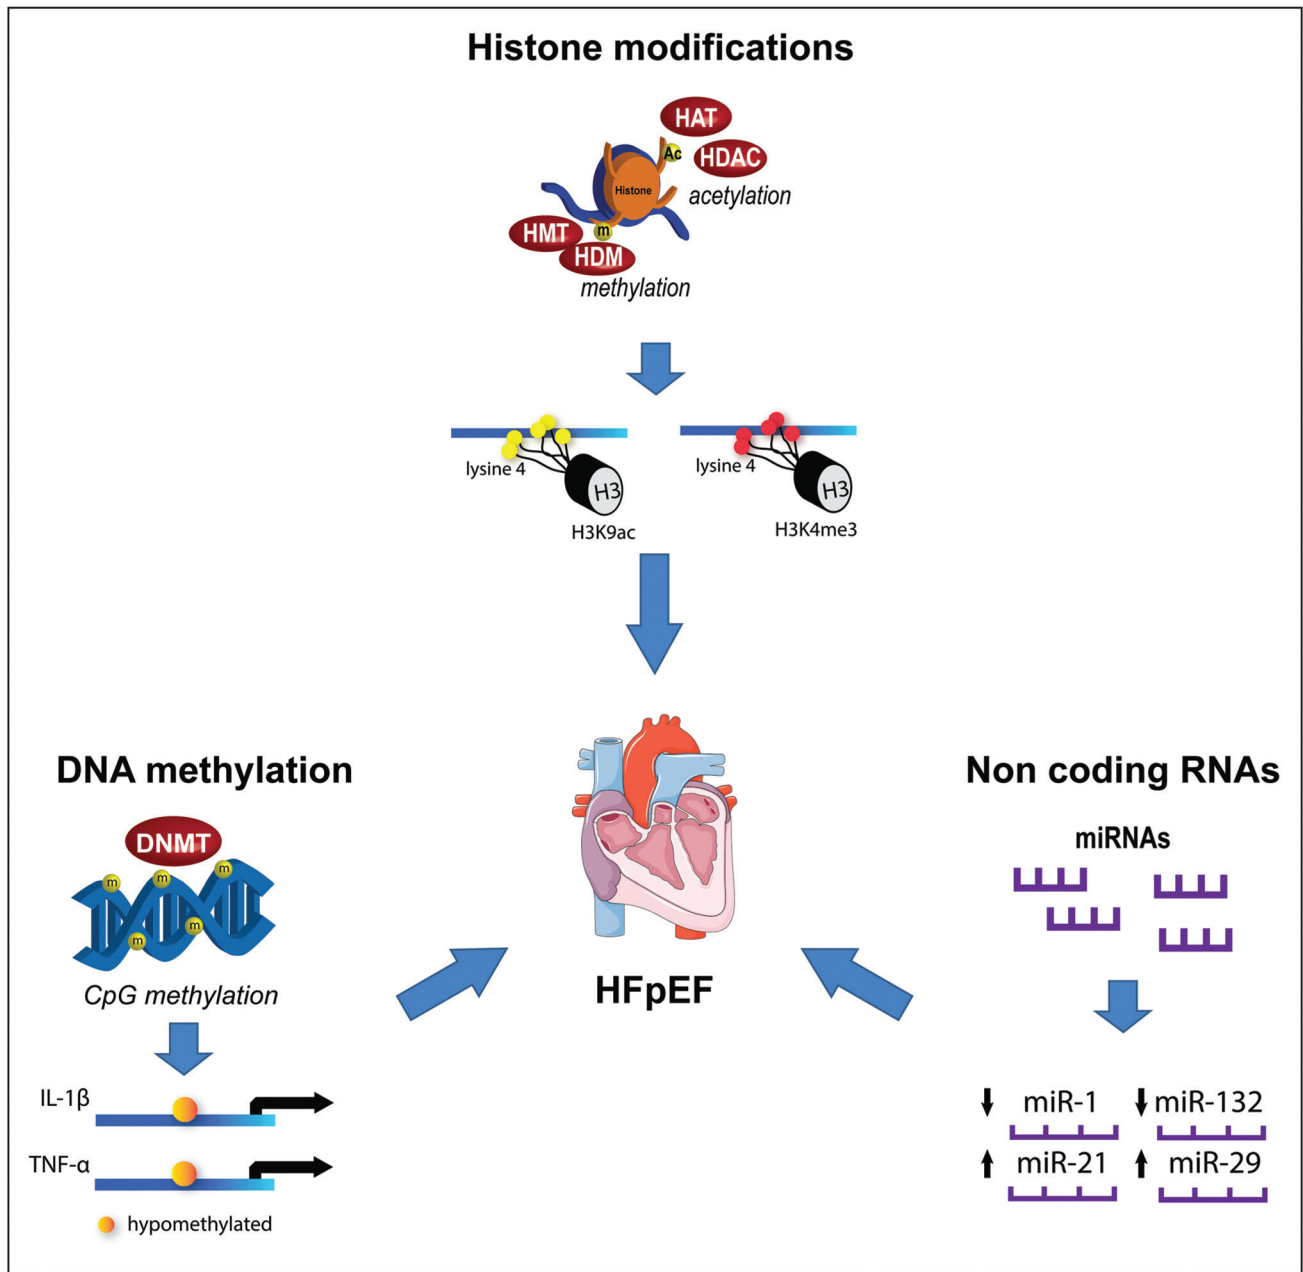 Histone modifications
HAT
Ac
HDAC
Histone
acetylation
HMT
m
HDM
methylation
lysine 4
H3
H3K9ac
lysine 4
H3
H3K4me3
DNA methylation
DNMT
m
m
m
m
m
CpG methylation
IL-1β
TNF-α
hypomethylated
HFpEF
Non coding RNAs
miRNAs
miR-1
miR-132
miR-21
miR-29